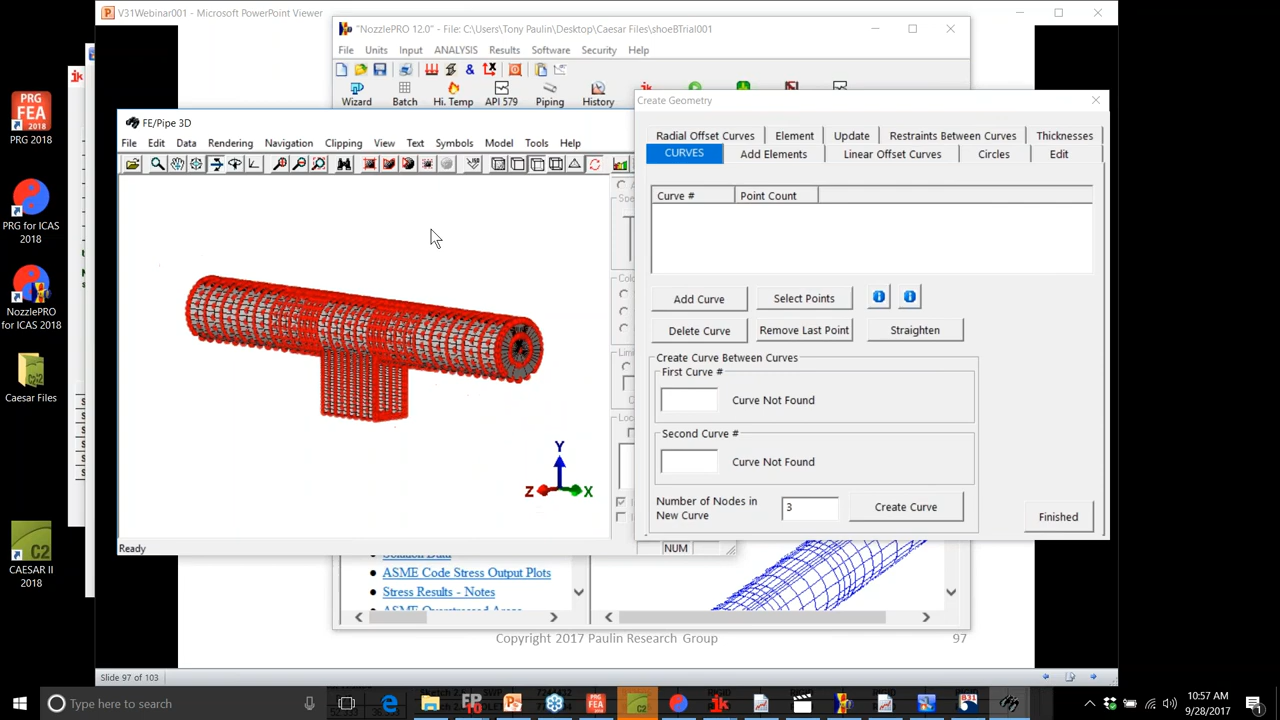 V31Webinar001 - Microsoft PowerPoint Viewer
"NozzlePRO 12.0" - File: C:\Users\Tony Paulin\Desktop\Caesar Files\shoeBTrial001
File Units Input ANALYSIS Results Software Security Help
Wizard Batch Hi. Temp API 579 Piping History
FE/Pipe 3D
File Edit Data Rendering Navigation Clipping View Text Symbols Model Tools Help
Create Geometry
Radial Offset Curves Element Update Restraints Between Curves Thicknesses
CURVES Add Elements Linear Offset Curves Circles Edit
Curve # Point Count
Add Curve Select Points
Delete Curve Remove Last Point Straighten
Create Curve Between Curves
First Curve #
Curve Not Found
Second Curve #
Curve Not Found
Number of Nodes in
New Curve
3
Create Curve
Finished
Y
Z X
Ready
NUM
ASME Code Stress Output Plots
Stress Results - Notes
Copyright 2017 Paulin Research Group 97
Slide 97 of 103
PRG
FEA
2018
PRG 2018
PRG for ICAS
2018
NozzlePRO
for ICAS 2018
Caesar Files
C2
CAESAR II
2018
Type here to search
10:57 AM
9/28/2017